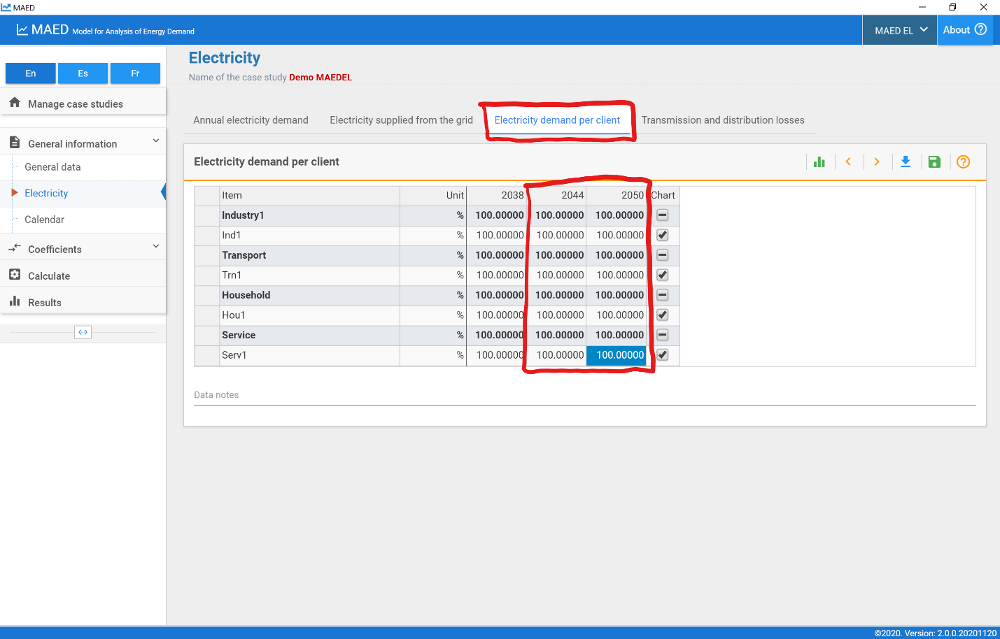 MAED
MAED Model for Analysis of Energy Demand
MAED EL
About
En
Es
Fr
Manage case studies
General information
General data
Electricity
Calendar
Coefficients
Calculate
Results
Electricity
Name of the case study Demo MAEDEL
Annual electricity demand
Electricity supplied from the grid
Electricity demand per client
Transmission and distribution losses
Electricity demand per client
Item Unit 2038 2044 2050 Chart
Industry1 % 100.00000 100.00000 100.00000
Ind1 % 100.00000 100.00000 100.00000
Transport % 100.00000 100.00000 100.00000
Trn1 % 100.00000 100.00000 100.00000
Household % 100.00000 100.00000 100.00000
Hou1 % 100.00000 100.00000 100.00000
Service % 100.00000 100.00000 100.00000
Serv1 % 100.00000 100.00000 100.00000
Data notes
©2020. Version: 2.0.0.20201120